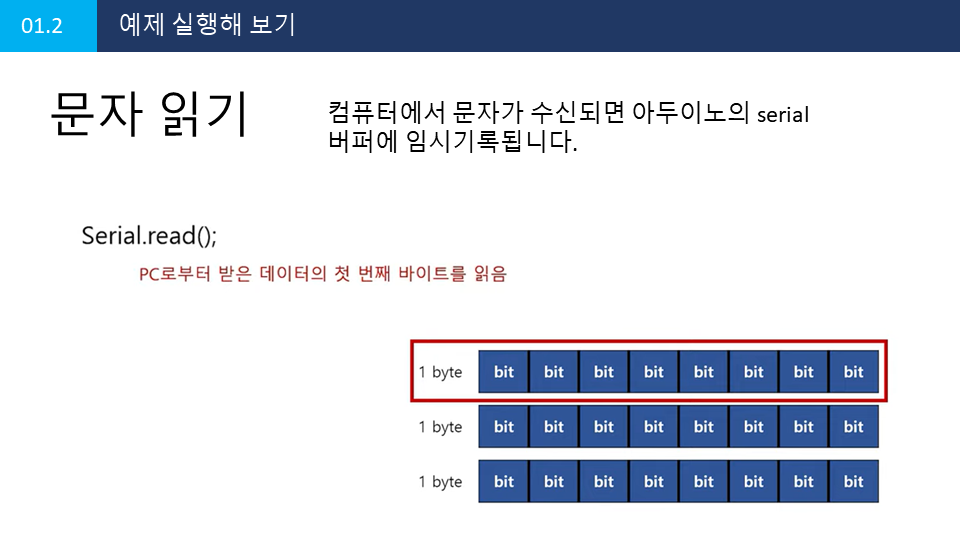 01.2 예제 실행해 보기
문자 읽기
컴퓨터에서 문자가 수신되면 아두이노의 serial
버퍼에 임시기록됩니다.
Serial.read();
PC로부터 받은 데이터의 첫 번째 바이트를 읽음
1 byte bit bit bit bit bit bit bit bit
1 byte bit bit bit bit bit bit bit bit
1 byte bit bit bit bit bit bit bit bit